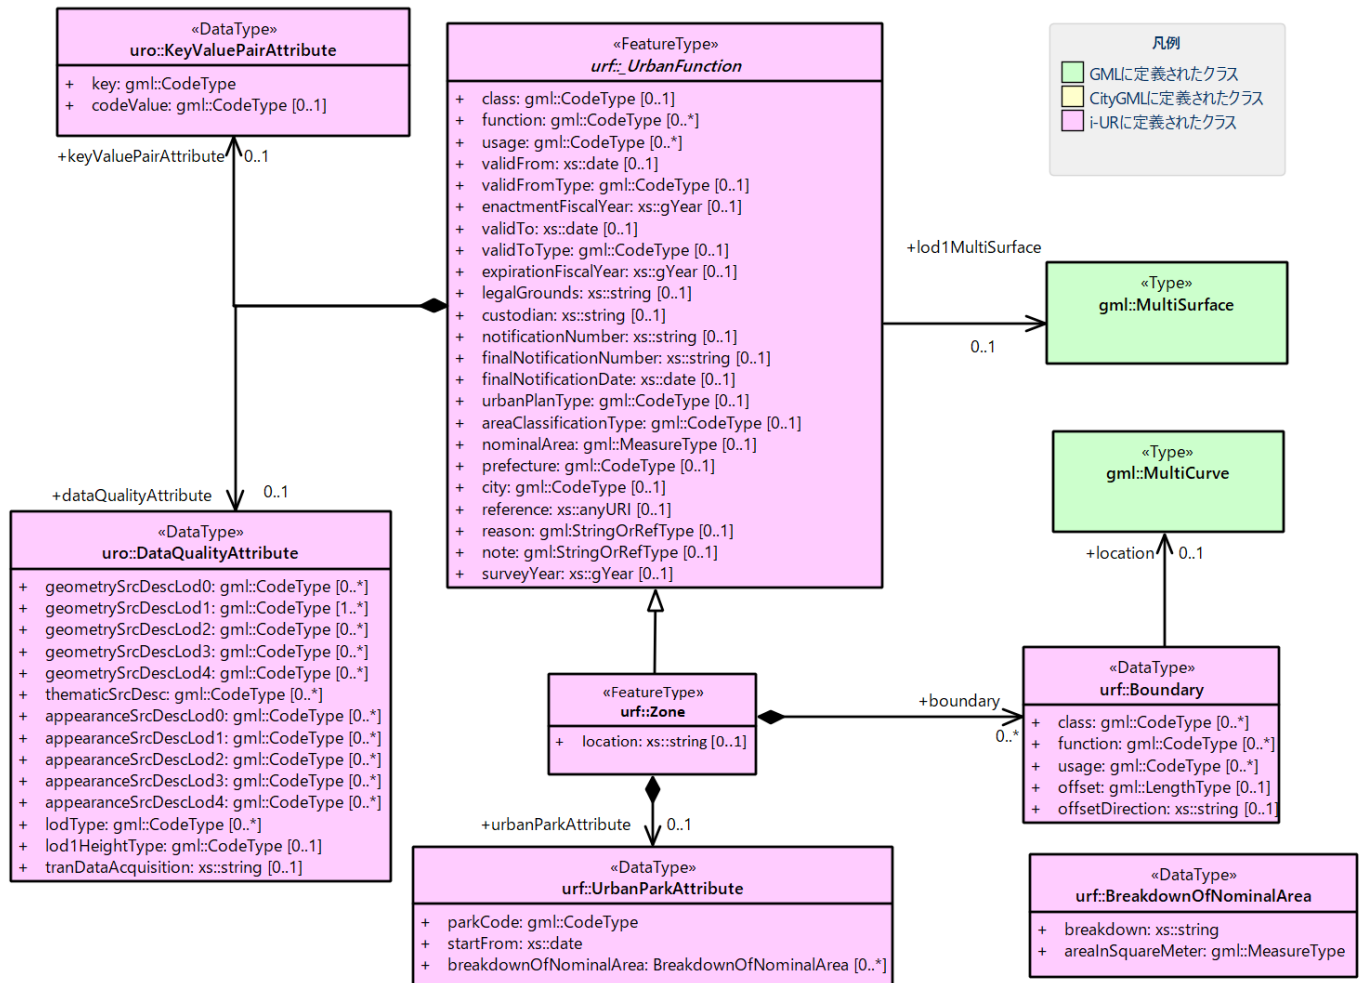 «DataType»
uro::KeyValuePairAttribute
+ key: gml::CodeType
+ codeValue: gml::CodeType [0..1]
+keyValuePairAttribute 0..1
«FeatureType»
urf::_UrbanFunction
+ class: gml::CodeType [0..1]
+ function: gml::CodeType [0..*]
+ usage: gml::CodeType [0..*]
+ validFrom: xs::date [0..1]
+ validFromType: gml::CodeType [0..1]
+ enactmentFiscalYear: xs::gYear [0..1]
+ validTo: xs::date [0..1]
+ validToType: gml::CodeType [0..1]
+ expirationFiscalYear: xs::gYear [0..1]
+ legalGrounds: xs::string [0..1]
+ custodian: xs::string [0..1]
+ notificationNumber: xs::string [0..1]
+ finalNotificationNumber: xs::string [0..1]
+ finalNotificationDate: xs::date [0..1]
+ urbanPlanType: gml::CodeType [0..1]
+ areaClassificationType: gml::CodeType [0..1]
+ nominalArea: gml::MeasureType [0..1]
+ prefecture: gml::CodeType [0..1]
+ city: gml::CodeType [0..1]
+ reference: xs::anyURI [0..1]
+ reason: gml:StringOrRefType [0..1]
+ note: gml:StringOrRefType [0..1]
+ surveyYear: xs::gYear [0..1]
凡例
GMLに定義されたクラス
CityGMLに定義されたクラス
i-URに定義されたクラス
+lod1MultiSurface
0..1
«Type»
gml::MultiSurface
«Type»
gml::MultiCurve
+location 0..1
+dataQualityAttribute 0..1
«DataType»
uro::DataQualityAttribute
+ geometrySrcDescLod0: gml::CodeType [0..*]
+ geometrySrcDescLod1: gml::CodeType [1..*]
+ geometrySrcDescLod2: gml::CodeType [0..*]
+ geometrySrcDescLod3: gml::CodeType [0..*]
+ geometrySrcDescLod4: gml::CodeType [0..*]
+ thematicSrcDesc: gml::CodeType [0..*]
+ appearanceSrcDescLod0: gml::CodeType [0..*]
+ appearanceSrcDescLod1: gml::CodeType [0..*]
+ appearanceSrcDescLod2: gml::CodeType [0..*]
+ appearanceSrcDescLod3: gml::CodeType [0..*]
+ appearanceSrcDescLod4: gml::CodeType [0..*]
+ lodType: gml::CodeType [0..*]
+ lod1HeightType: gml::CodeType [0..1]
+ tranDataAcquisition: xs::string [0..1]
«FeatureType»
urf::Zone
+ location: xs::string [0..1]
+boundary
0..*
«DataType»
urf::Boundary
+ class: gml::CodeType [0..*]
+ function: gml::CodeType [0..*]
+ usage: gml::CodeType [0..*]
+ offset: gml::LengthType [0..1]
+ offsetDirection: xs::string [0..1]
+urbanParkAttribute 0..1
«DataType»
urf::UrbanParkAttribute
+ parkCode: gml::CodeType
+ startFrom: xs::date
+ breakdownOfNominalArea: BreakdownOfNominalArea [0..*]
«DataType»
urf::BreakdownOfNominalArea
+ breakdown: xs::string
+ areaInSquareMeter: gml::MeasureType